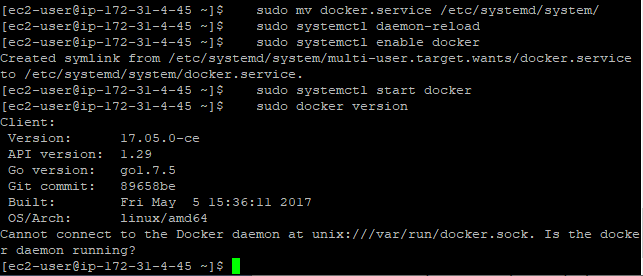 [ec2-user@ip-172-31-4-45 ~]$    sudo mv docker.service /etc/systemd/system/
[ec2-user@ip-172-31-4-45 ~]$    sudo systemctl daemon-reload
[ec2-user@ip-172-31-4-45 ~]$    sudo systemctl enable docker
Created symlink from /etc/systemd/system/multi-user.target.wants/docker.service
to /etc/systemd/system/docker.service.
[ec2-user@ip-172-31-4-45 ~]$    sudo systemctl start docker
[ec2-user@ip-172-31-4-45 ~]$    sudo docker version
Client:
 Version:      17.05.0-ce
 API version:  1.29
 Go version:   go1.7.5
 Git commit:   89658be
 Built:        Fri May  5 15:36:11 2017
 OS/Arch:      linux/amd64
Cannot connect to the Docker daemon at unix:///var/run/docker.sock. Is the docke
r daemon running?
[ec2-user@ip-172-31-4-45 ~]$